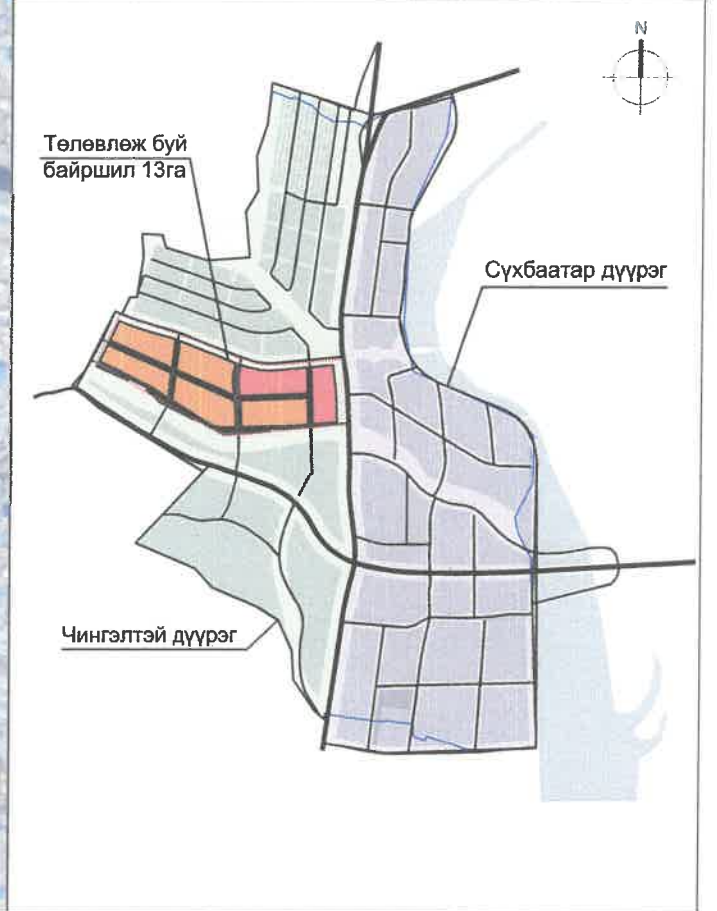 N
Төлөвлөж буй
байршил 13га
Сүхбаатар дүүрэг
Чингэлтэй дүүрэг